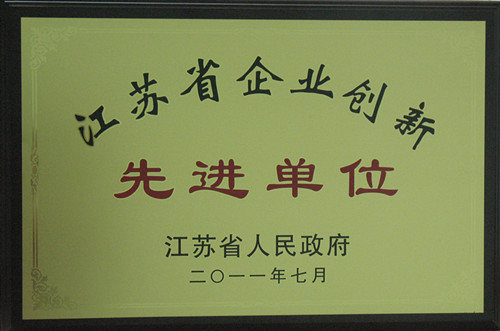 江苏省企业创新
先进单位
江苏省人民政府
二〇一一年七月